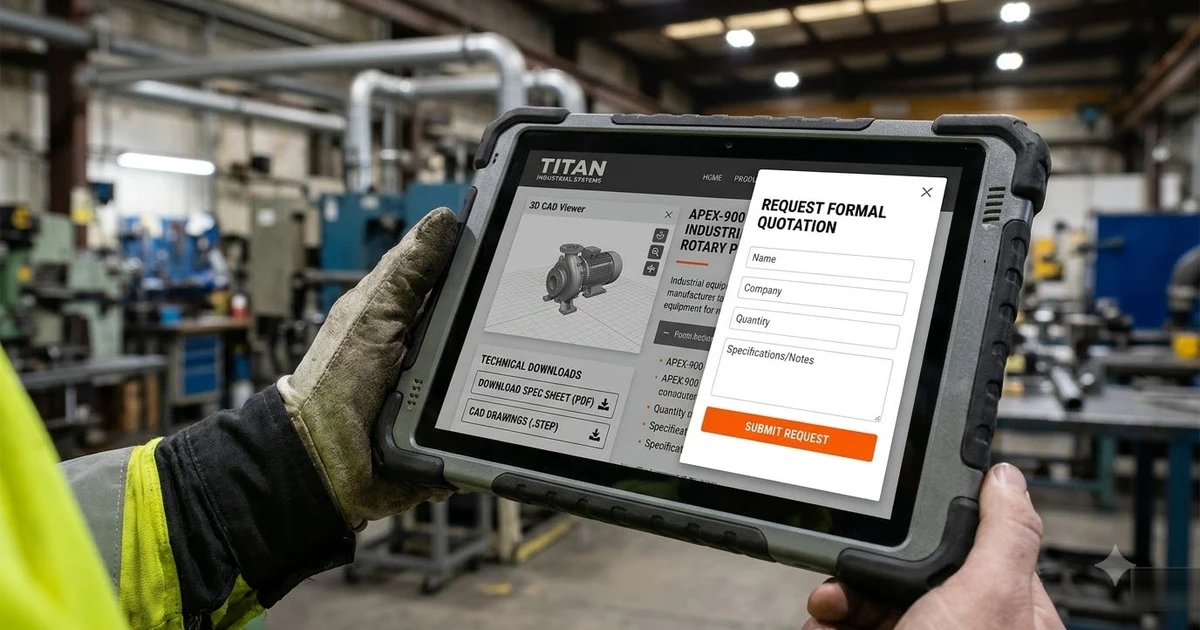 TITAN
INDUSTRIAL SYSTEMS
HOME
3D CAD Viewer
APEX-900
INDUSTRI
ROTARY P
Industrial equip
manufacturer
equipment for
TECHNICAL DOWNLOADS
DOWNLOAD SPEC SHEET (PDF)
CAD DRAWINGS (.STEP)
APEX-900
APEX.900
Quantity
Specificat
Specificat
REQUEST FORMAL
QUOTATION
Name
Company
Quantity
Specifications/Notes
SUBMIT REQUEST